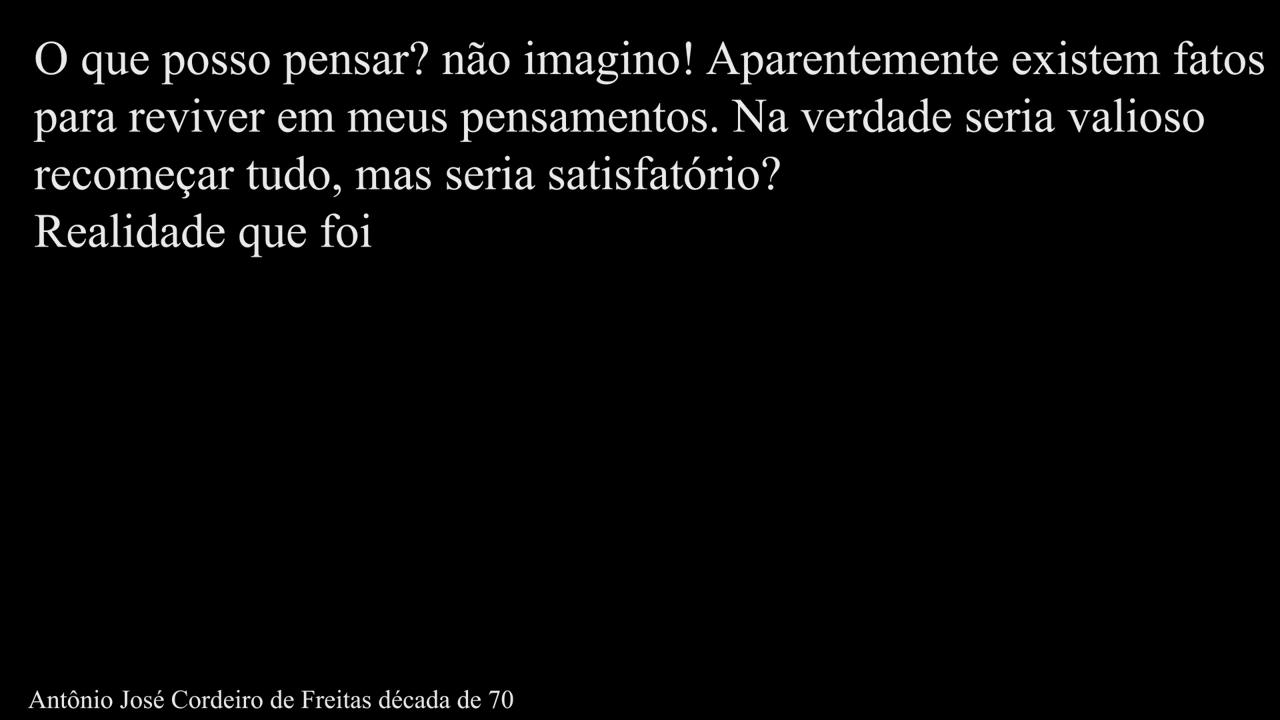 O que posso pensar? não imagino! Aparentemente existem fatos
para reviver em meus pensamentos. Na verdade seria valioso
recomeçar tudo, mas seria satisfatório?
Realidade que foi
Antônio José Cordeiro de Freitas década de 70